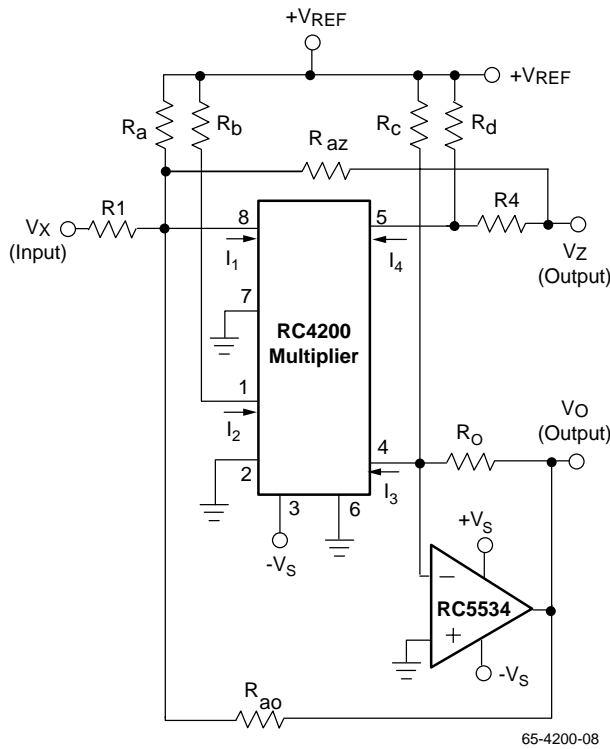 +VREF
+VREF
Ra
Rb
Rc
Rd
Raz
R1
R4
VX
(Input)
8
5
I1
I4
VZ
(Output)
7
RC4200
Multiplier
1
I2
VO
(Output)
RO
4
2
I3
3
6
-VS
+VS
−
RC5534
+
-VS
Rao
65-4200-08